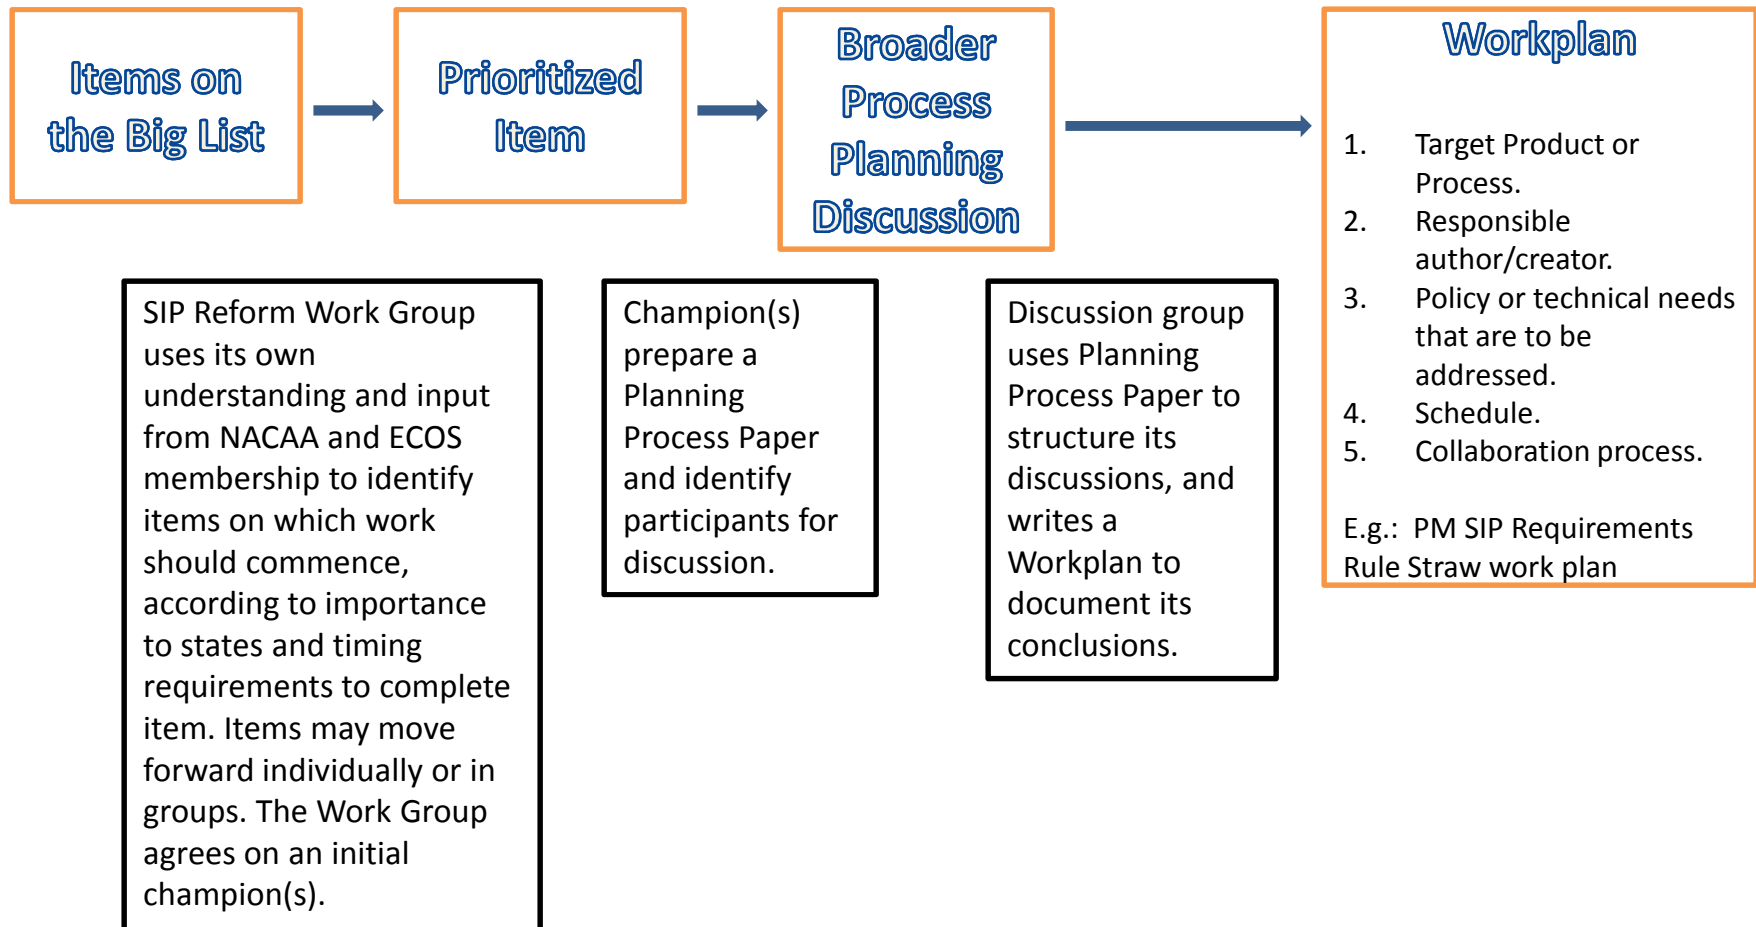 Items on
the Big List
Prioritized
Item
Broader
Process
Planning
Discussion
Workplan
1. Target Product or
Process.
2. Responsible
author/creator.
3. Policy or technical needs
that are to be
addressed.
4. Schedule.
5. Collaboration process.
E.g.: PM SIP Requirements
Rule Straw work plan
SIP Reform Work Group
uses its own
understanding and input
from NACAA and ECOS
membership to identify
items on which work
should commence,
according to importance
to states and timing
requirements to complete
item. Items may move
forward individually or in
groups. The Work Group
agrees on an initial
champion(s).
Champion(s)
prepare a
Planning
Process Paper
and identify
participants for
discussion.
Discussion group
uses Planning
Process Paper to
structure its
discussions, and
writes a
Workplan to
document its
conclusions.